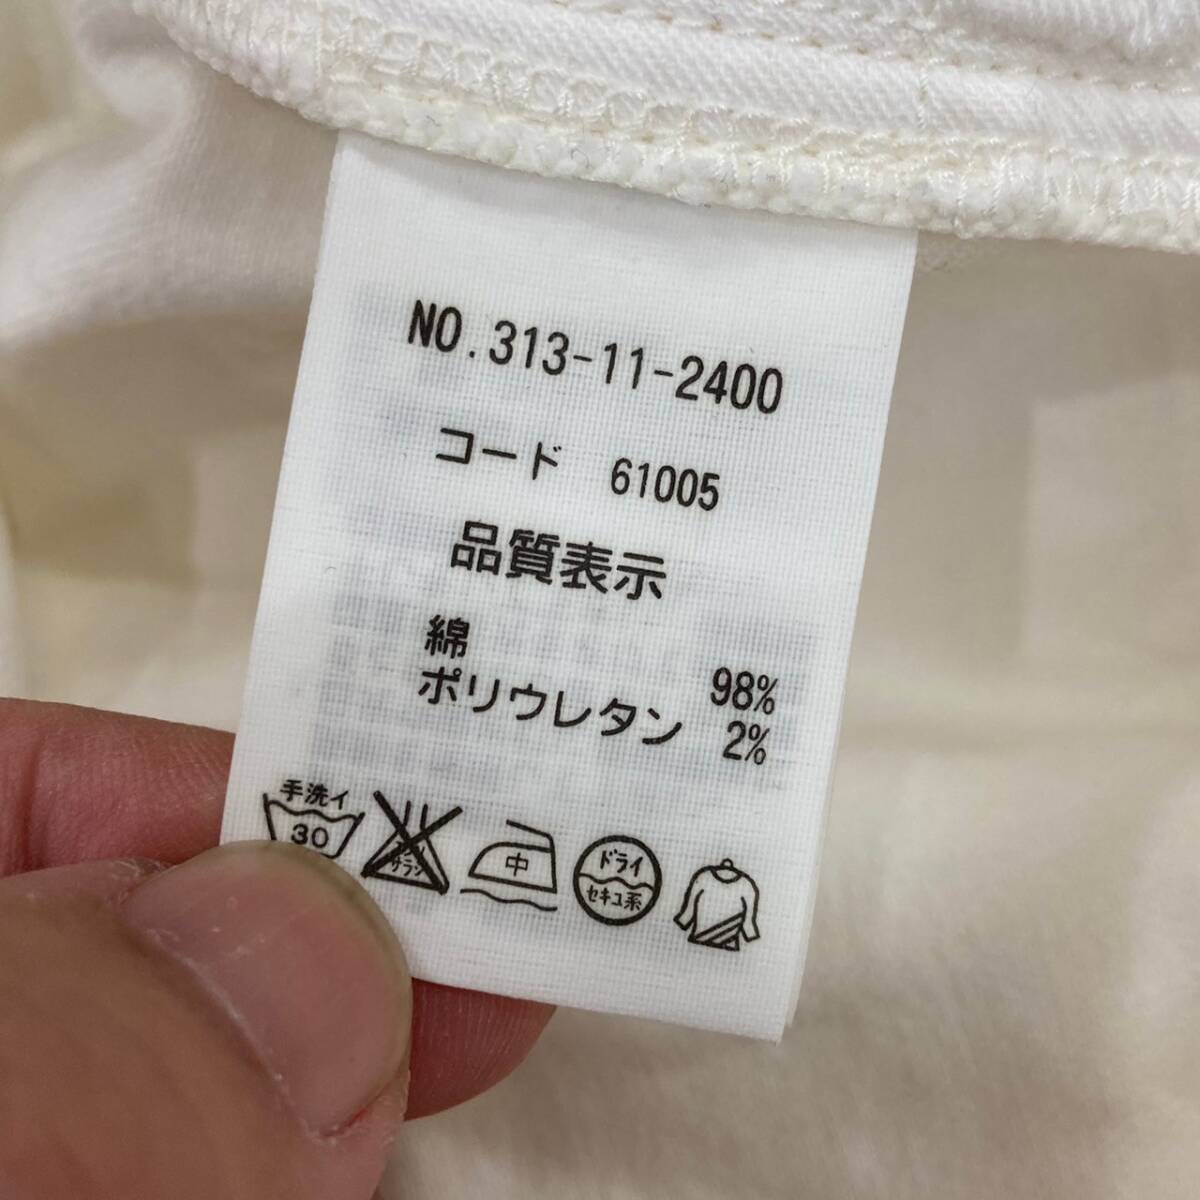 NO.313-11-2400
コード 61005
品質表示
綿 98%
ポリウレタン 2%
手洗イ
30
サラシ
中
ドライ
セキユ系